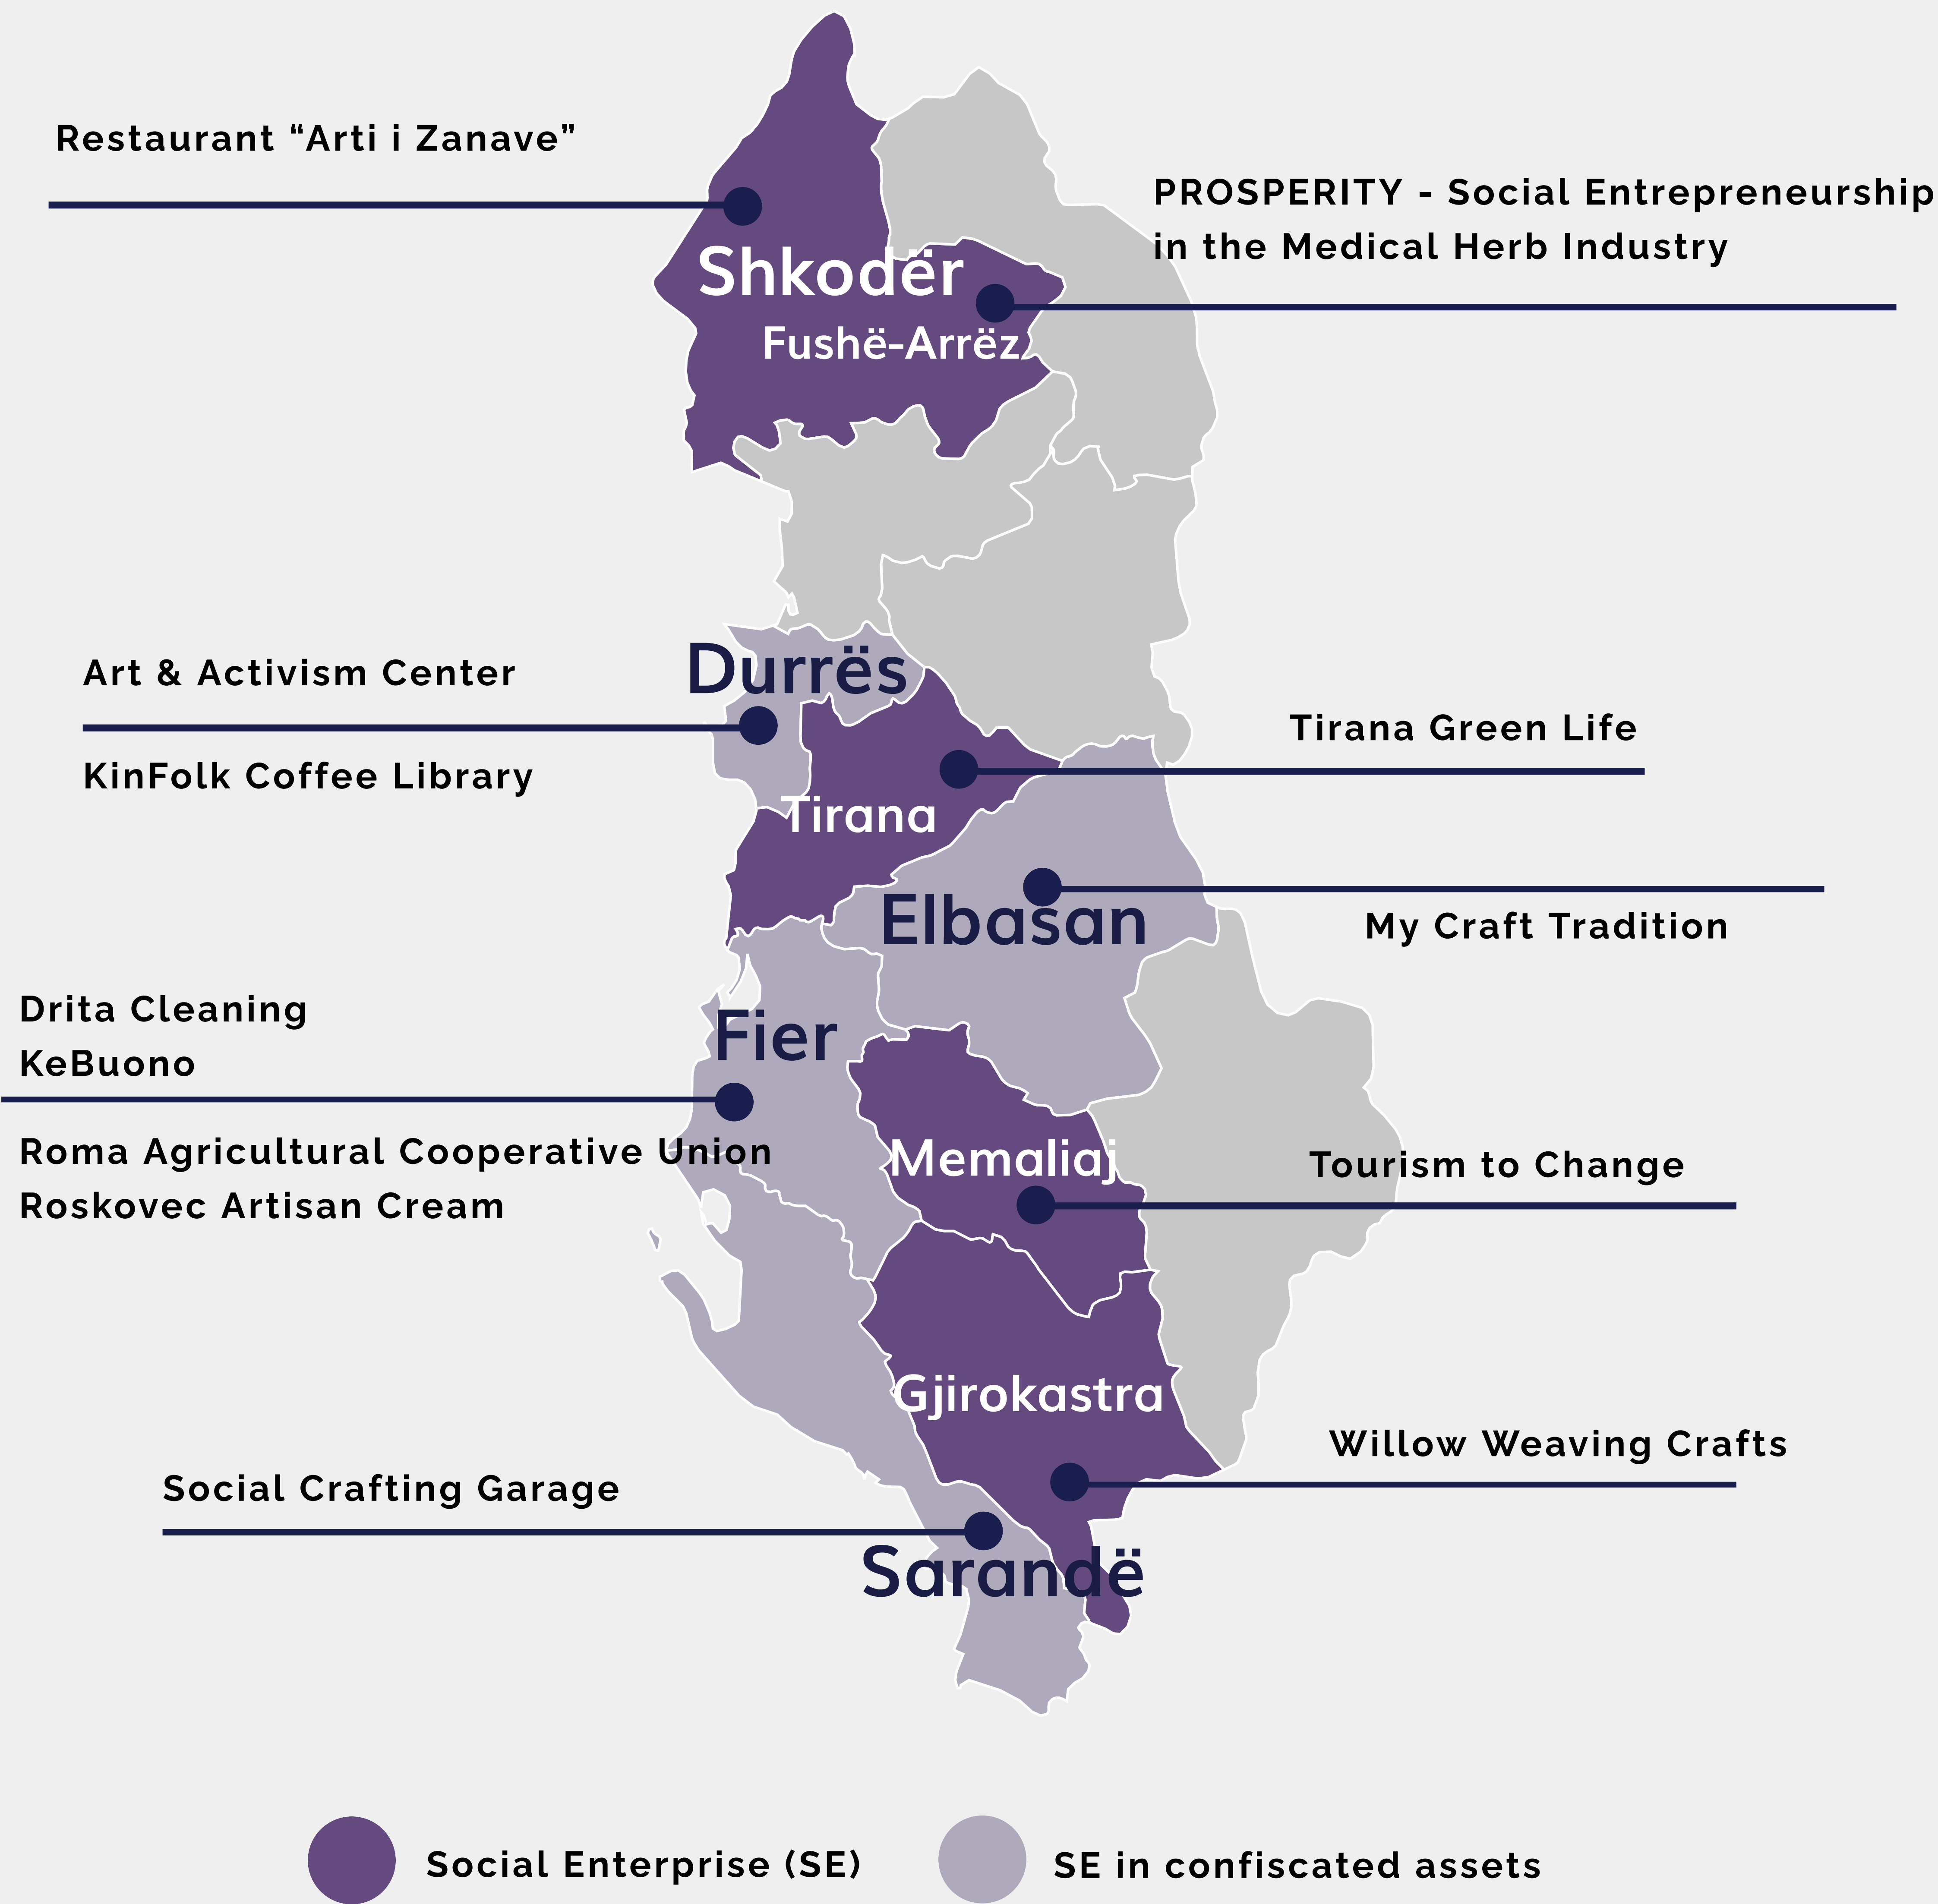 Restaurant “Arti i Zanave”
PROSPERITY - Social Entrepreneurship
in the Medical Herb Industry
Shkodër
Fushë-Arrëz
Durrës
Art & Activism Center
KinFolk Coffee Library
Tirana Green Life
Tirana
Elbasan
My Craft Tradition
Drita Cleaning
KeBuono
Fier
Roma Agricultural Cooperative Union
Roskovec Artisan Cream
Memaliaj
Tourism to Change
Gjirokastra
Willow Weaving Crafts
Social Crafting Garage
Sarandë
Social Enterprise (SE)
SE in confiscated assets